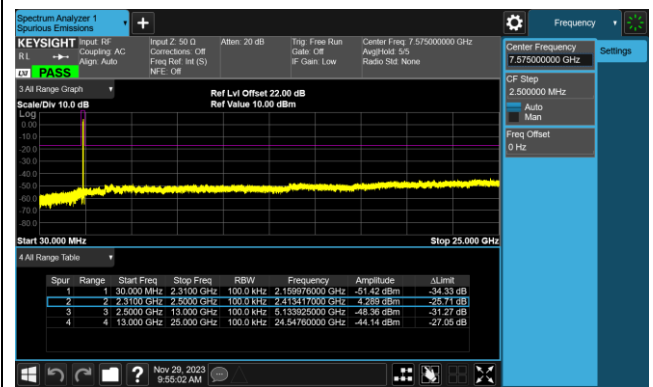 Spectrum Analyzer 1
Spurious Emissions
Frequency
KEYSIGHT Input: RF Input Z: 50 Ω Atten: 20 dB Trig: Free Run Center Freq: 7.575000000 GHz
RL Coupling: AC Corrections: Off Gate: Off Avg|Hold: 5/5
Align: Auto Freq Ref: Int (S) IF Gain: Low Radio Std: None
LXI PASS NFE: Off
Center Frequency
7.575000000 GHz
Settings
CF Step
2.500000 MHz
Auto
Man
Freq Offset
0 Hz
3 All Range Graph
Ref Lvl Offset 22.00 dB
Scale/Div 10.0 dB Ref Value 10.00 dBm
Log
0.00
-10.0
-20.0
-30.0
-40.0
-50.0
-60.0
-70.0
-80.0
Start 30.000 MHz Stop 25.000 GHz
4 All Range Table
Spur Range Start Freq Stop Freq RBW Frequency Amplitude ΔLimit
1 1 30.000 MHz 2.3100 GHz 100.0 kHz 2.159976000 GHz -51.42 dBm -34.33 dB
2 2 2.3100 GHz 2.5000 GHz 100.0 kHz 2.413417000 GHz 4.289 dBm -25.71 dB
3 3 2.5000 GHz 13.000 GHz 100.0 kHz 5.133925000 GHz -48.36 dBm -31.27 dB
4 4 13.000 GHz 25.000 GHz 100.0 kHz 24.54760000 GHz -44.14 dBm -27.05 dB
Nov 29, 2023
9:55:02 AM